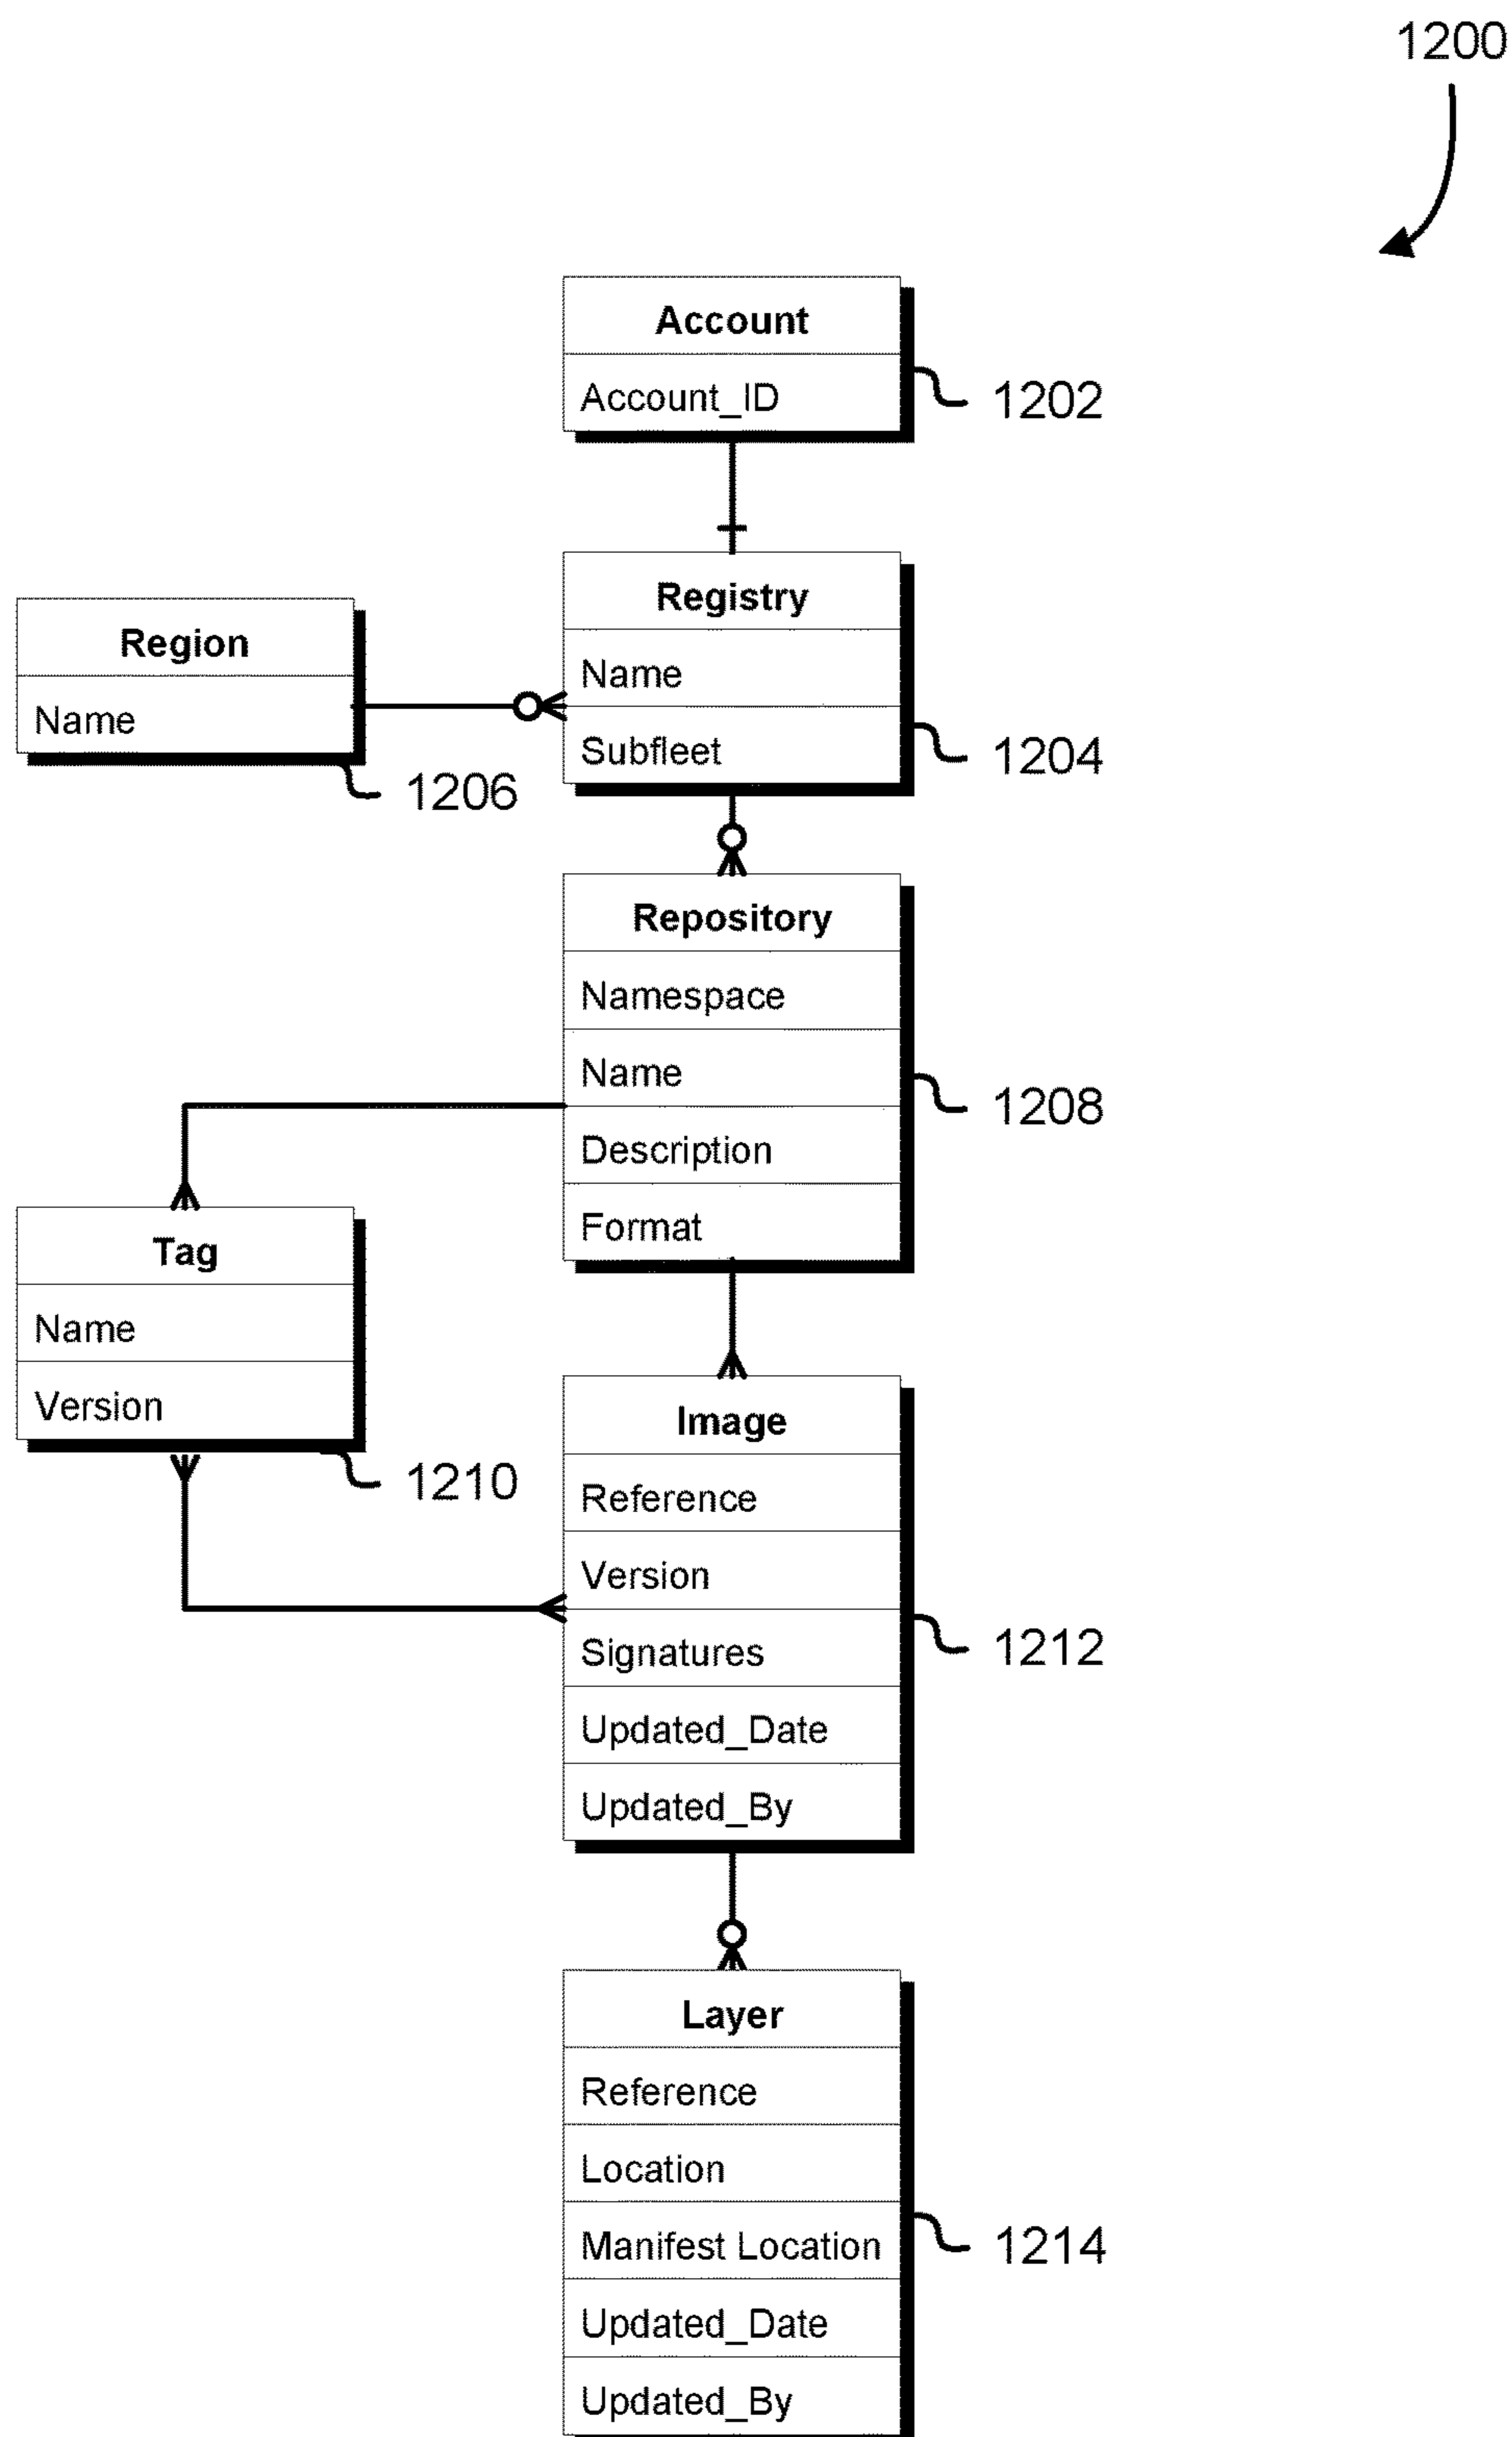 1200
Account
Account_ID
1202
Registry
Name
Subfleet
1204
Region
Name
1206
Repository
Namespace
Name
Description
Format
1208
Tag
Name
Version
1210
Image
Reference
Version
Signatures
Updated_Date
Updated_By
1212
Layer
Reference
Location
Manifest Location
Updated_Date
Updated_By
1214